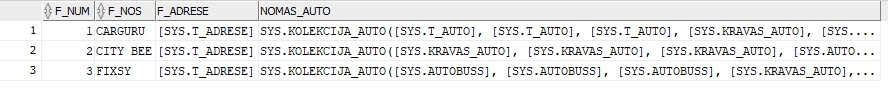 F_NUM F_NOS F_ADRESE NOMAS_AUTO
1 1 CARGURU [SYS.T_ADRESE] SYS.KOLEKCIJA_AUTO([SYS.T_AUTO], [SYS.T_AUTO], [SYS.T_AUTO], [SYS.KRAVAS_AUTO], [SYS....
2 2 CITY BEE [SYS.T_ADRESE] SYS.KOLEKCIJA_AUTO([SYS.KRAVAS_AUTO], [SYS.KRAVAS_AUTO], [SYS.KRAVAS_AUTO], [SYS.AUTO...
3 3 FIXSY [SYS.T_ADRESE] SYS.KOLEKCIJA_AUTO([SYS.AUTOBUSS], [SYS.AUTOBUSS], [SYS.AUTOBUSS], [SYS.KRAVAS_AUTO],...